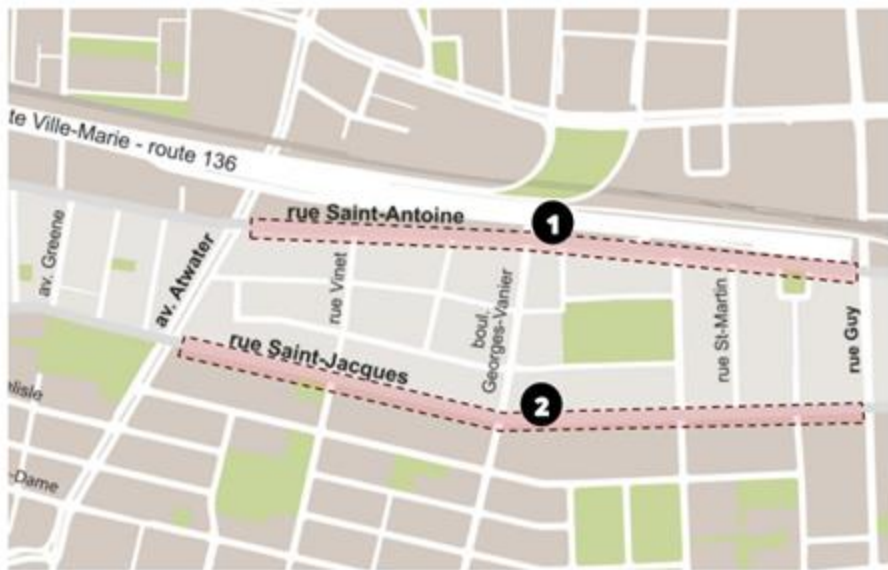 te Ville-Marie - route 136
rue Saint-Antoine
1
av. Greene
av. Atwater
rue Vinet
boul.
Georges-Vanier
rue St-Martin
rue Guy
rue Saint-Jacques
2
alisle
-Dame